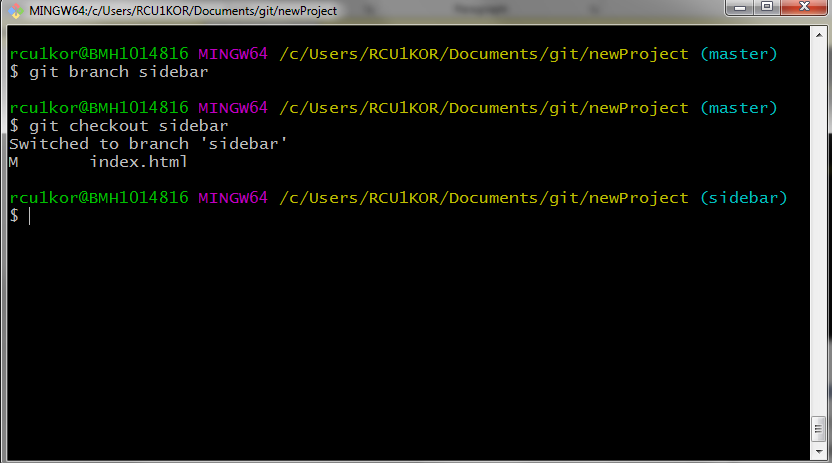 MINGW64:/c/Users/RCU1KOR/Documents/git/newProject
rcu1kor@BMH1014816 MINGW64 /c/Users/RCU1KOR/Documents/git/newProject (master)
$ git branch sidebar
rcu1kor@BMH1014816 MINGW64 /c/Users/RCU1KOR/Documents/git/newProject (master)
$ git checkout sidebar
Switched to branch 'sidebar'
M       index.html
rcu1kor@BMH1014816 MINGW64 /c/Users/RCU1KOR/Documents/git/newProject (sidebar)
$